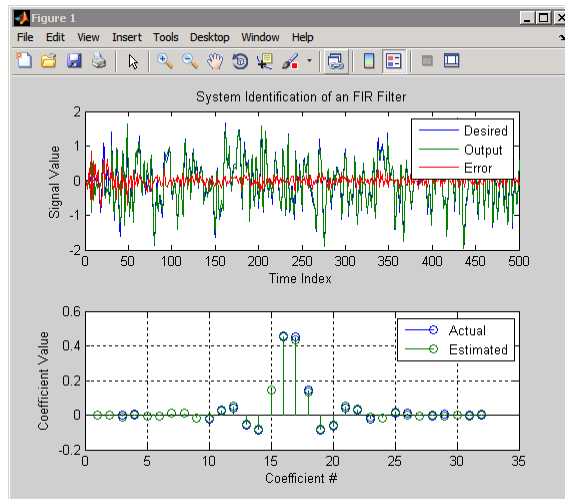 Figure 1
File Edit View Insert Tools Desktop Window Help
System Identification of an FIR Filter
Signal Value
2
1
0
-1
-2
Desired
Output
Error
0 50 100 150 200 250 300 350 400 450 500
Time Index
Coefficient Value
0.6
0.4
0.2
0
-0.2
Actual
Estimated
0 5 10 15 20 25 30 35
Coefficient #